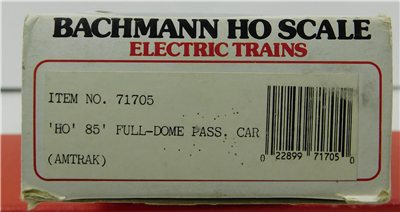 BACHMANN HO SCALE
ELECTRIC TRAINS
ITEM NO. 71705
'HO' 85' FULL-DOME PASS. CAR
(AMTRAK)
0 22899 71705 0